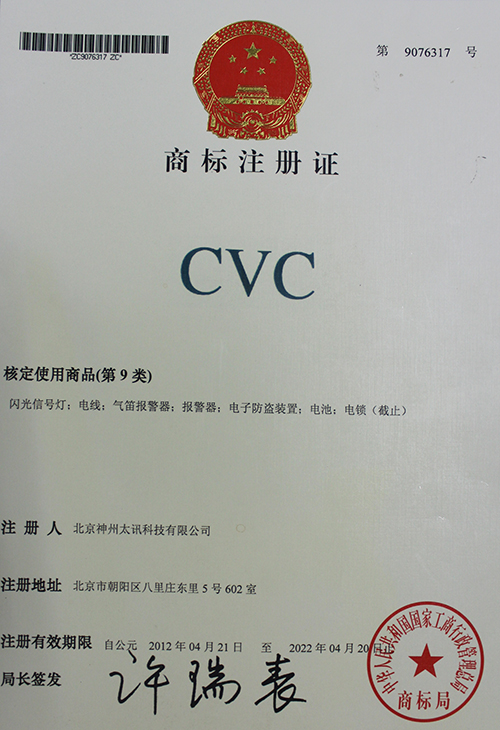 *ZC9076317 ZC*
第 9076317 号
商标注册证
CVC
核定使用商品(第 9 类)
闪光信号灯；电线；气笛报警器；报警器；电子防盗装置；电池；电锁（截止）
注 册 人 北京神州太讯科技有限公司
注册地址 北京市朝阳区八里庄东里 5 号 602 室
注册有效期限 自公元 2012 年 04 月 21 日 至 2022 年 04 月 20 日止
局长签发 许瑞表
中华人民共和国国家工商行政管理总局
商标局